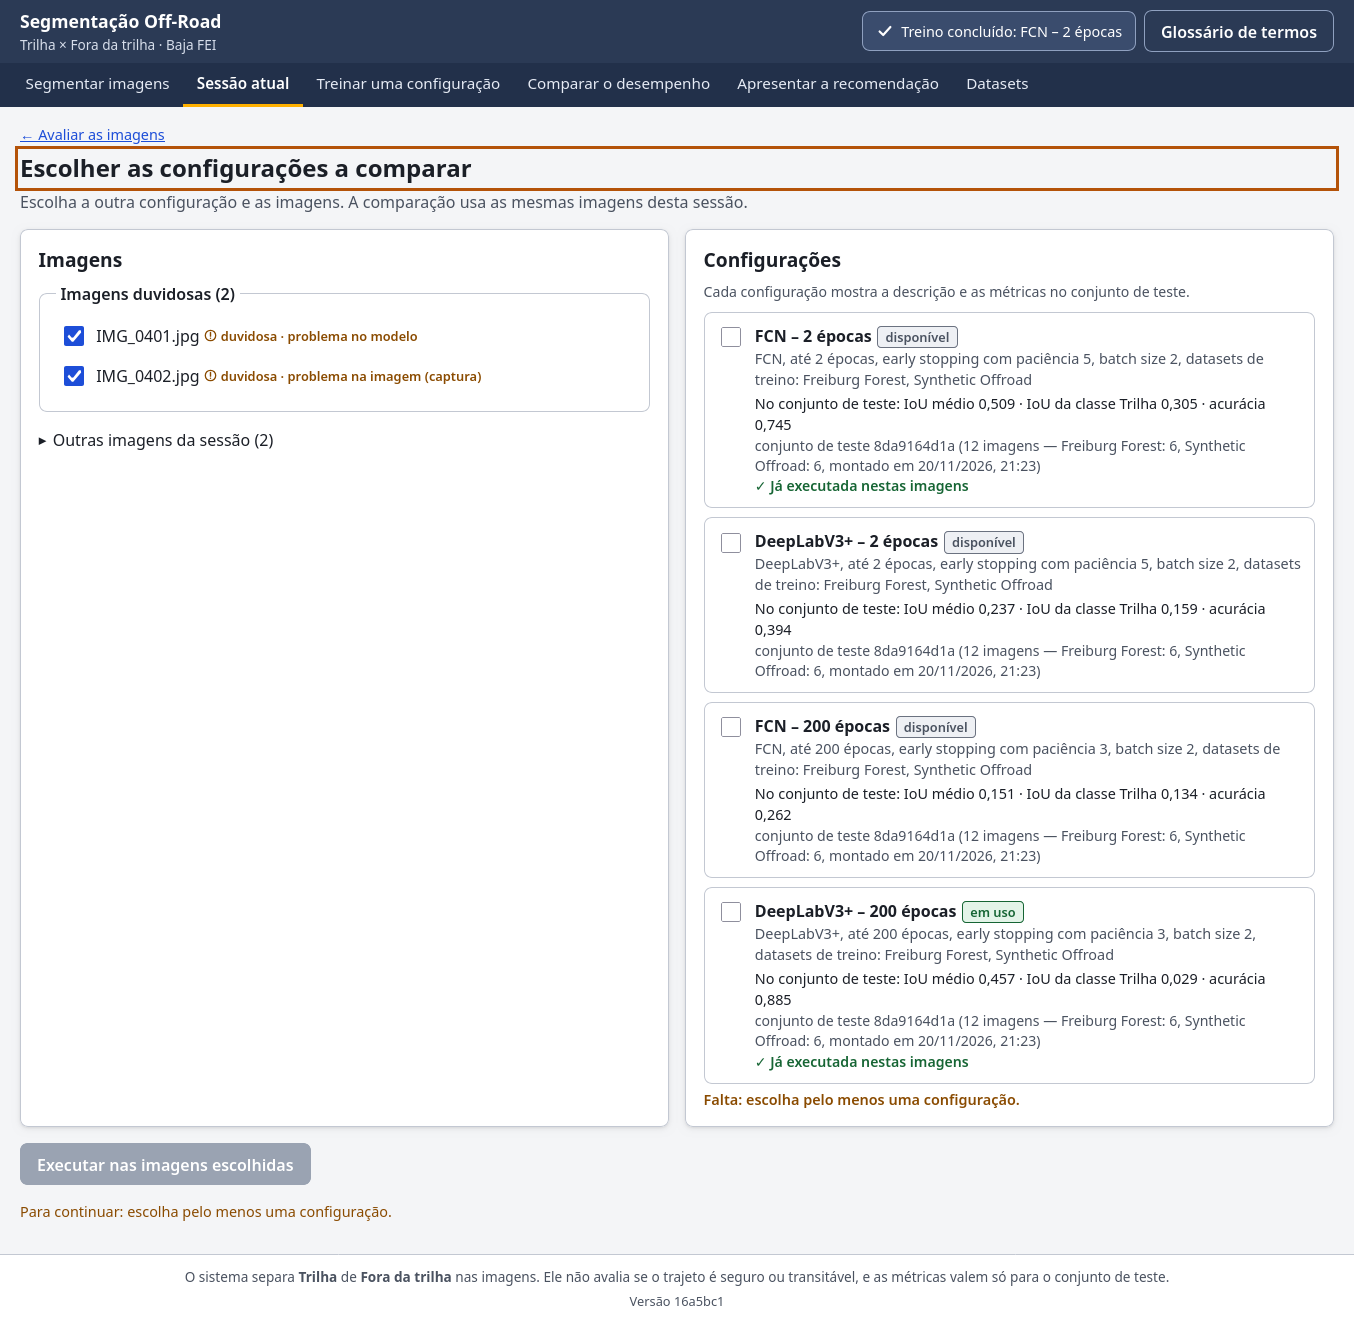 Segmentação Off-Road
Trilha × Fora da trilha · Baja FEI
Treino concluído: FCN – 2 épocas
Glossário de termos
Segmentar imagens
Sessão atual
Treinar uma configuração
Comparar o desempenho
Apresentar a recomendação
Datasets
← Avaliar as imagens
Escolher as configurações a comparar
Escolha a outra configuração e as imagens. A comparação usa as mesmas imagens desta sessão.
Imagens
Imagens duvidosas (2)
IMG_0401.jpg duvidosa · problema no modelo
IMG_0402.jpg duvidosa · problema na imagem (captura)
Outras imagens da sessão (2)
Configurações
Cada configuração mostra a descrição e as métricas no conjunto de teste.
FCN – 2 épocas disponível
FCN, até 2 épocas, early stopping com paciência 5, batch size 2, datasets de
treino: Freiburg Forest, Synthetic Offroad
No conjunto de teste: IoU médio 0,509 · IoU da classe Trilha 0,305 · acurácia
0,745
conjunto de teste 8da9164d1a (12 imagens — Freiburg Forest: 6, Synthetic
Offroad: 6, montado em 20/11/2026, 21:23)
✓ Já executada nestas imagens
DeepLabV3+ – 2 épocas disponível
DeepLabV3+, até 2 épocas, early stopping com paciência 5, batch size 2, datasets
de treino: Freiburg Forest, Synthetic Offroad
No conjunto de teste: IoU médio 0,237 · IoU da classe Trilha 0,159 · acurácia
0,394
conjunto de teste 8da9164d1a (12 imagens — Freiburg Forest: 6, Synthetic
Offroad: 6, montado em 20/11/2026, 21:23)
FCN – 200 épocas disponível
FCN, até 200 épocas, early stopping com paciência 3, batch size 2, datasets de
treino: Freiburg Forest, Synthetic Offroad
No conjunto de teste: IoU médio 0,151 · IoU da classe Trilha 0,134 · acurácia
0,262
conjunto de teste 8da9164d1a (12 imagens — Freiburg Forest: 6, Synthetic
Offroad: 6, montado em 20/11/2026, 21:23)
DeepLabV3+ – 200 épocas em uso
DeepLabV3+, até 200 épocas, early stopping com paciência 3, batch size 2,
datasets de treino: Freiburg Forest, Synthetic Offroad
No conjunto de teste: IoU médio 0,457 · IoU da classe Trilha 0,029 · acurácia
0,885
conjunto de teste 8da9164d1a (12 imagens — Freiburg Forest: 6, Synthetic
Offroad: 6, montado em 20/11/2026, 21:23)
✓ Já executada nestas imagens
Falta: escolha pelo menos uma configuração.
Executar nas imagens escolhidas
Para continuar: escolha pelo menos uma configuração.
O sistema separa Trilha de Fora da trilha nas imagens. Ele não avalia se o trajeto é seguro ou transitável, e as métricas valem só para o conjunto de teste.
Versão 16a5bc1